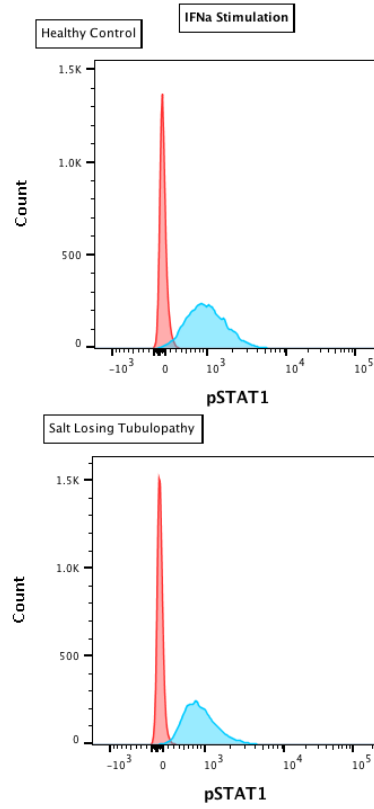 IFNa Stimulation
Healthy Control
1.5K
1.0K
500
0
Count
-10³ 0 10³ 10⁴ 10⁵
pSTAT1
Salt Losing Tubulopathy
1.5K
1.0K
500
0
Count
-10³ 0 10³ 10⁴ 10⁵
pSTAT1